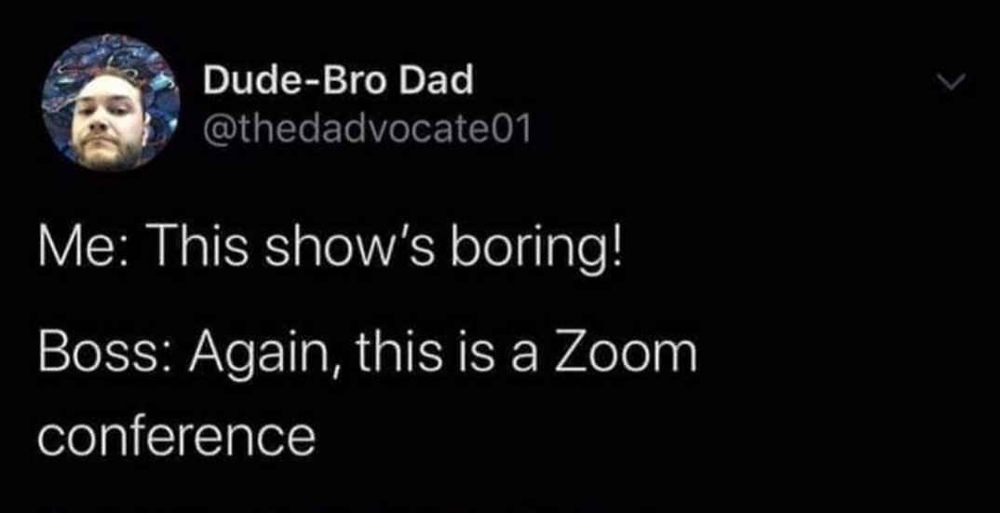 Dude-Bro Dad
@thedadvocate01
Me: This show’s boring!
Boss: Again, this is a Zoom
conference